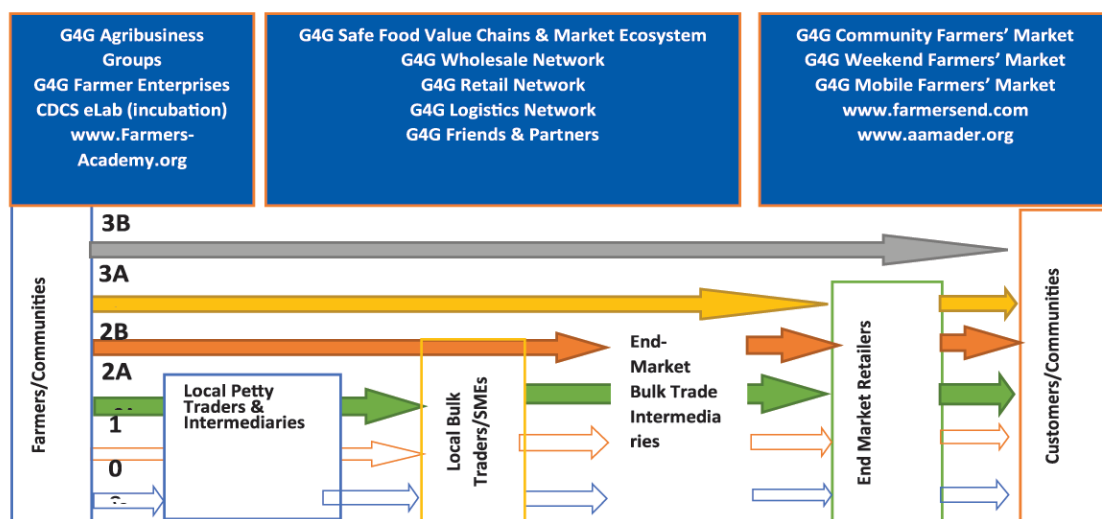 G4G Agribusiness
Groups
G4G Farmer Enterprises
CDCS eLab (incubation)
www.Farmers-
Academy.org
G4G Safe Food Value Chains & Market Ecosystem
G4G Wholesale Network
G4G Retail Network
G4G Logistics Network
G4G Friends & Partners
G4G Community Farmers’ Market
G4G Weekend Farmers’ Market
G4G Mobile Farmers’ Market
www.farmersend.com
www.aamader.org
Farmers/Communities
3B
3A
2B
2A
1
0
Local Petty
Traders &
Intermediaries
Local Bulk
Traders/SMEs
End-
Market
Bulk Trade
Intermedia
ries
End Market Retailers
Customers/Communities